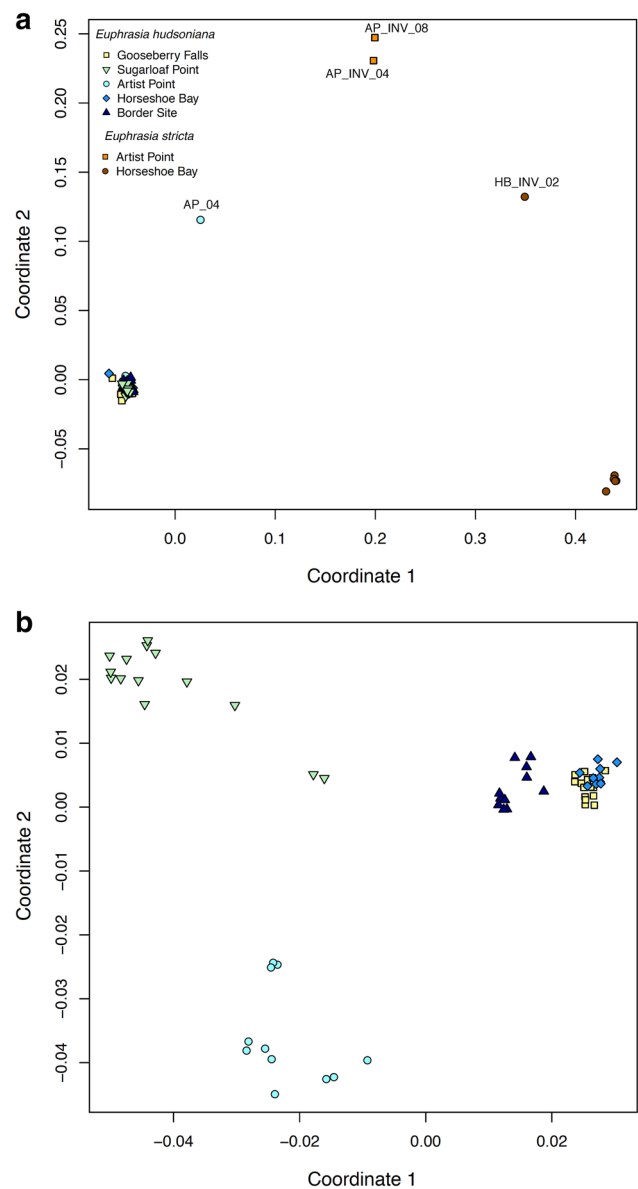 a
Euphrasia hudsoniana
Gooseberry Falls
Sugarloaf Point
Artist Point
Horseshoe Bay
Border Site
Euphrasia stricta
Artist Point
Horseshoe Bay
AP_INV_08
AP_INV_04
HB_INV_02
AP_04
Coordinate 2
0.25
0.20
0.15
0.10
0.05
0.00
−0.05
0.0 0.1 0.2 0.3 0.4
Coordinate 1
b
Coordinate 2
0.02
0.01
0.00
−0.01
−0.02
−0.03
−0.04
−0.04 −0.02 0.00 0.02
Coordinate 1